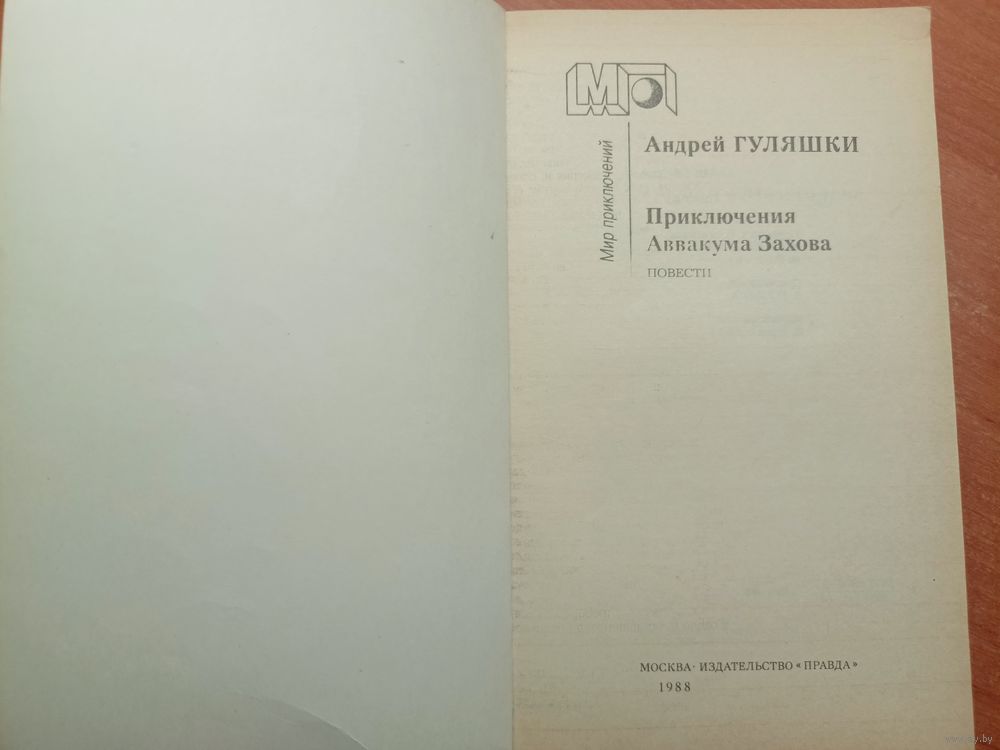 МП
Мир приключений
Андрей ГУЛЯШКИ
Приключения
Аввакума Захова
ПОВЕСТИ
МОСКВА · ИЗДАТЕЛЬСТВО «ПРАВДА»
1988